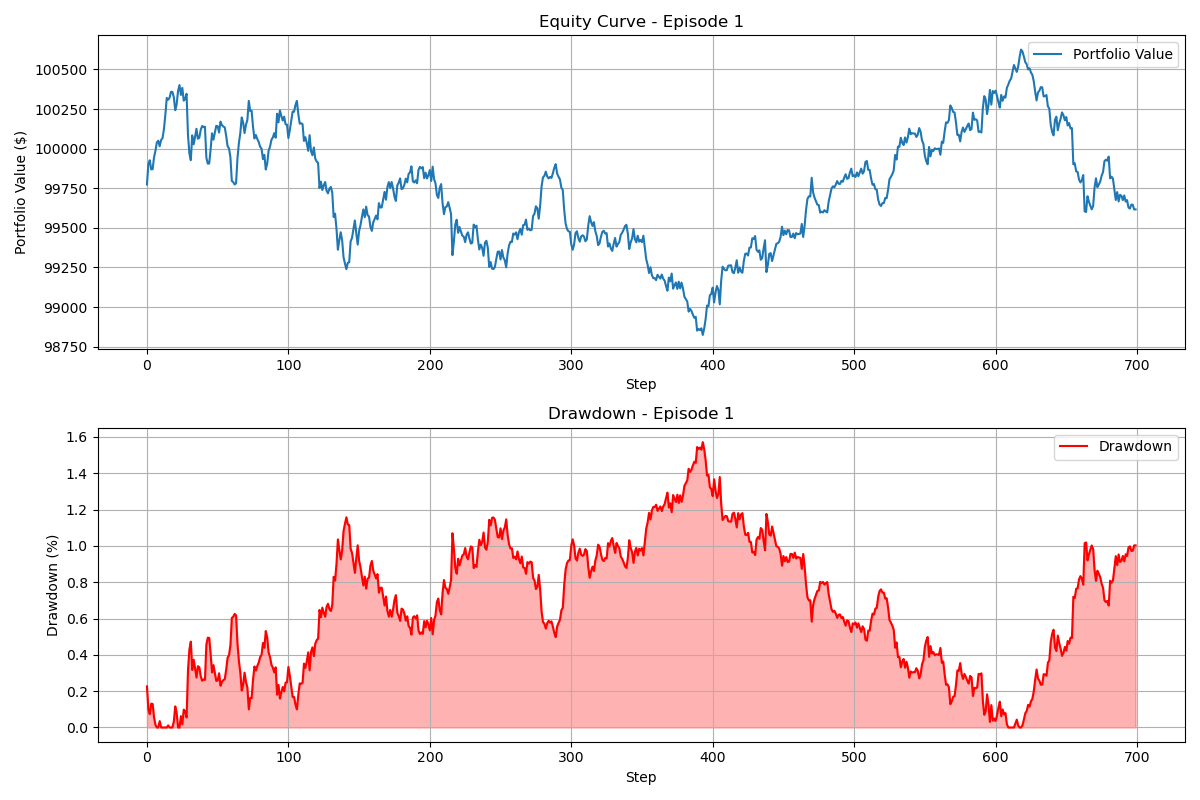 Equity Curve - Episode 1
Portfolio Value
Portfolio Value ($)
100500
100250
100000
99750
99500
99250
99000
98750
0 100 200 300 400 500 600 700
Step
Drawdown - Episode 1
Drawdown
Drawdown (%)
1.6
1.4
1.2
1.0
0.8
0.6
0.4
0.2
0.0
0 100 200 300 400 500 600 700
Step